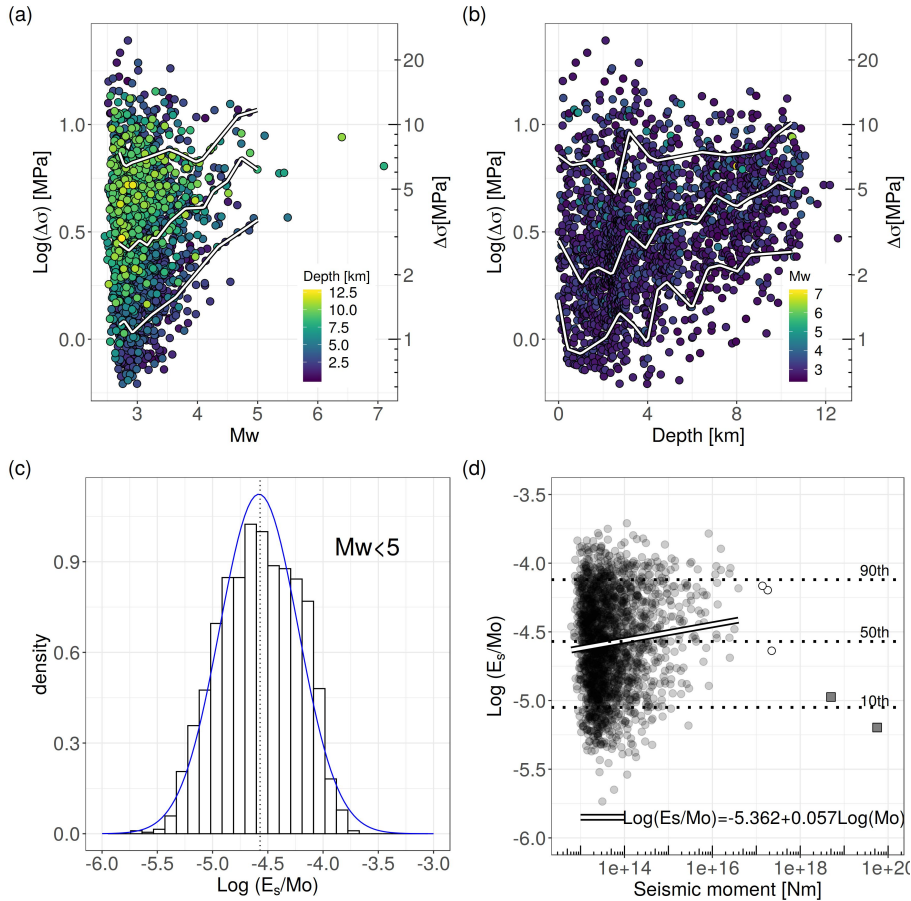 (a)
Log(Δσ) [MPa]
1.0
0.5
0.0
20
10
5
2
1
Δσ[MPa]
Depth [km]
12.5
10.0
7.5
5.0
2.5
3
4
5
6
7
Mw
(b)
Log(Δσ) [MPa]
1.0
0.5
0.0
20
10
5
2
1
Δσ[MPa]
Mw
7
6
5
4
3
0
4
8
12
Depth [km]
(c)
density
0.9
0.6
0.3
0.0
Mw<5
-6.0
-5.5
-5.0
-4.5
-4.0
-3.5
-3.0
Log (Es/Mo)
(d)
Log (Es/Mo)
-3.5
-4.0
-4.5
-5.0
-5.5
-6.0
90th
50th
10th
Log(Es/Mo)=-5.362+0.057Log(Mo)
1e+14
1e+16
1e+18
1e+20
Seismic moment [Nm]